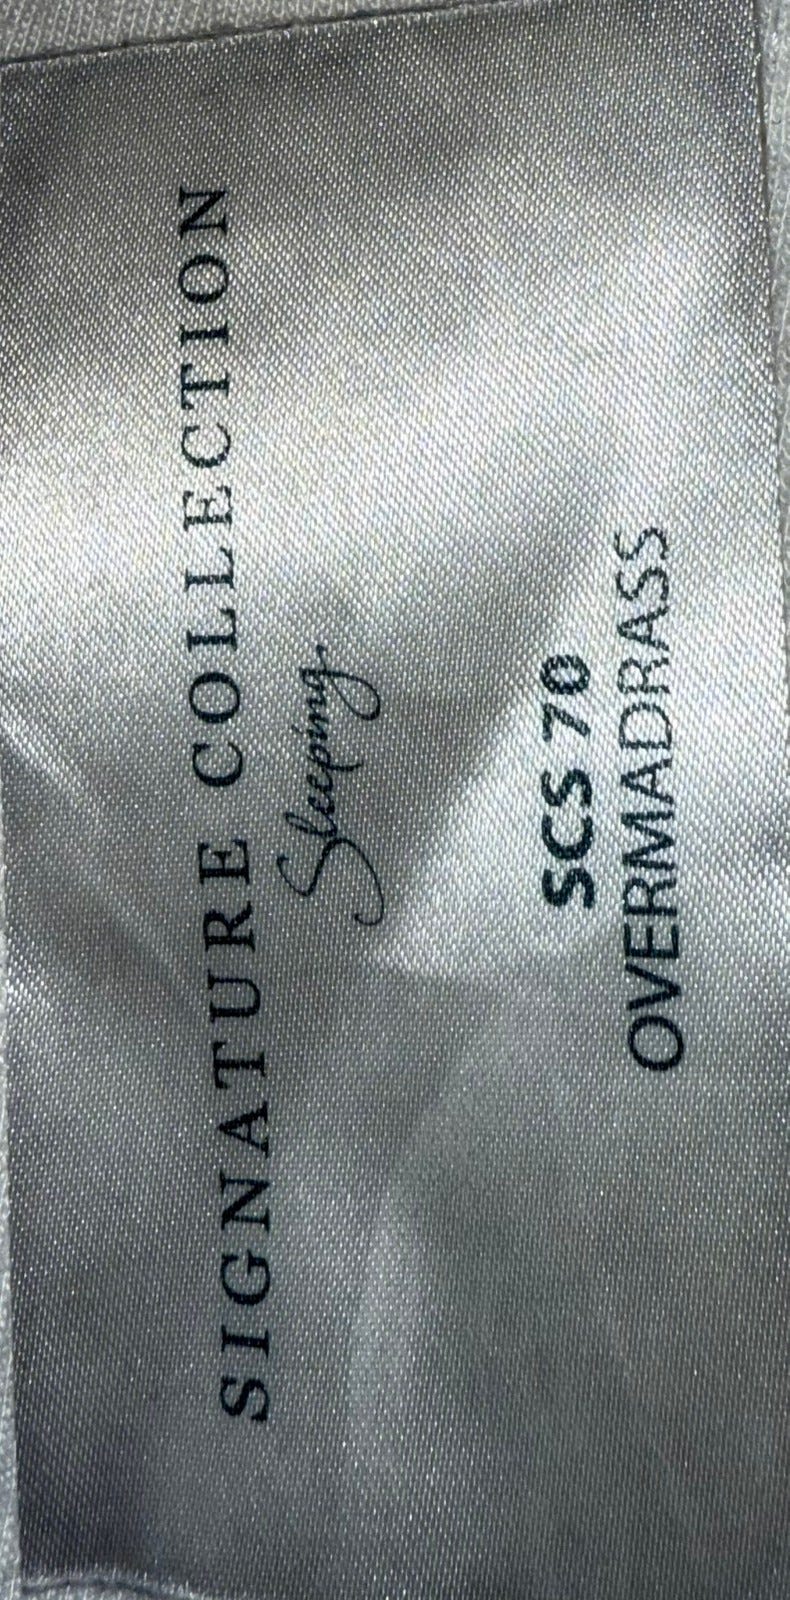 SIGNATURE COLLECTION
Sleeping
SCS 70
OVERMADRASS